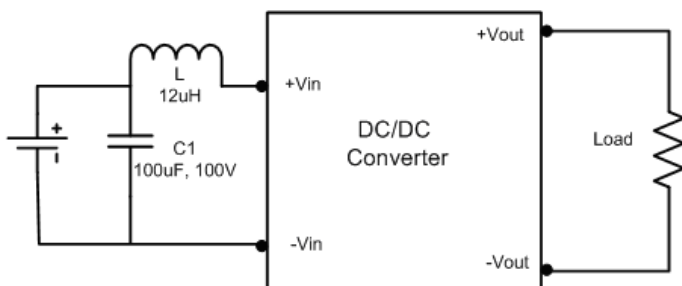 L
12uH
+
-
C1
100uF, 100V
+Vin
-Vin
DC/DC
Converter
+Vout
-Vout
Load